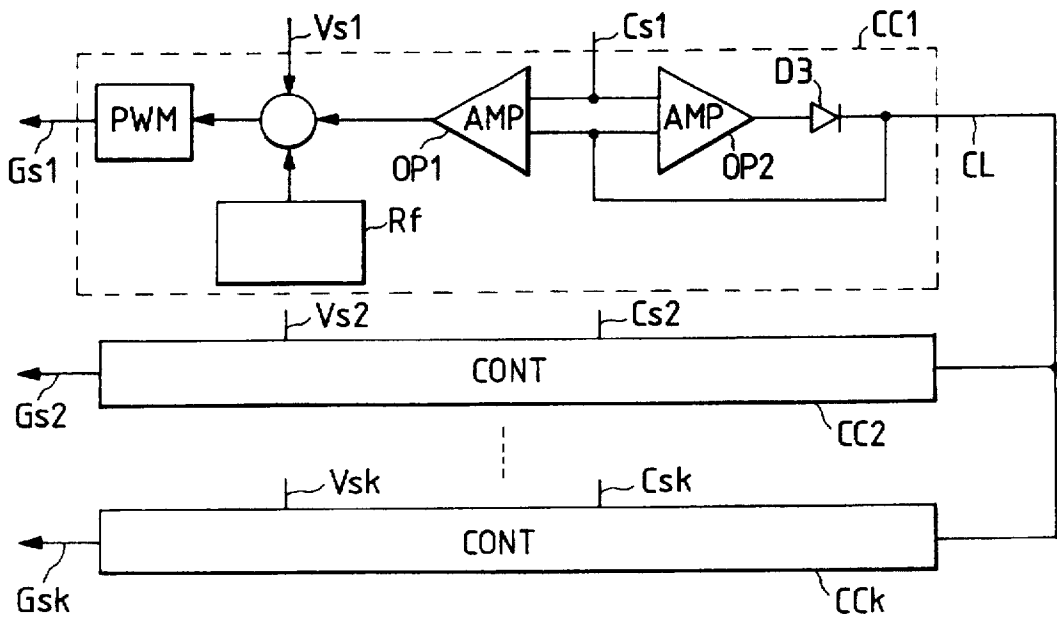 Vs1
Cs1
CC1
D3
PWM
AMP
AMP
Gs1
OP1
OP2
CL
Rf
Vs2
Cs2
CONT
Gs2
CC2
Vsk
Csk
CONT
Gsk
CCk